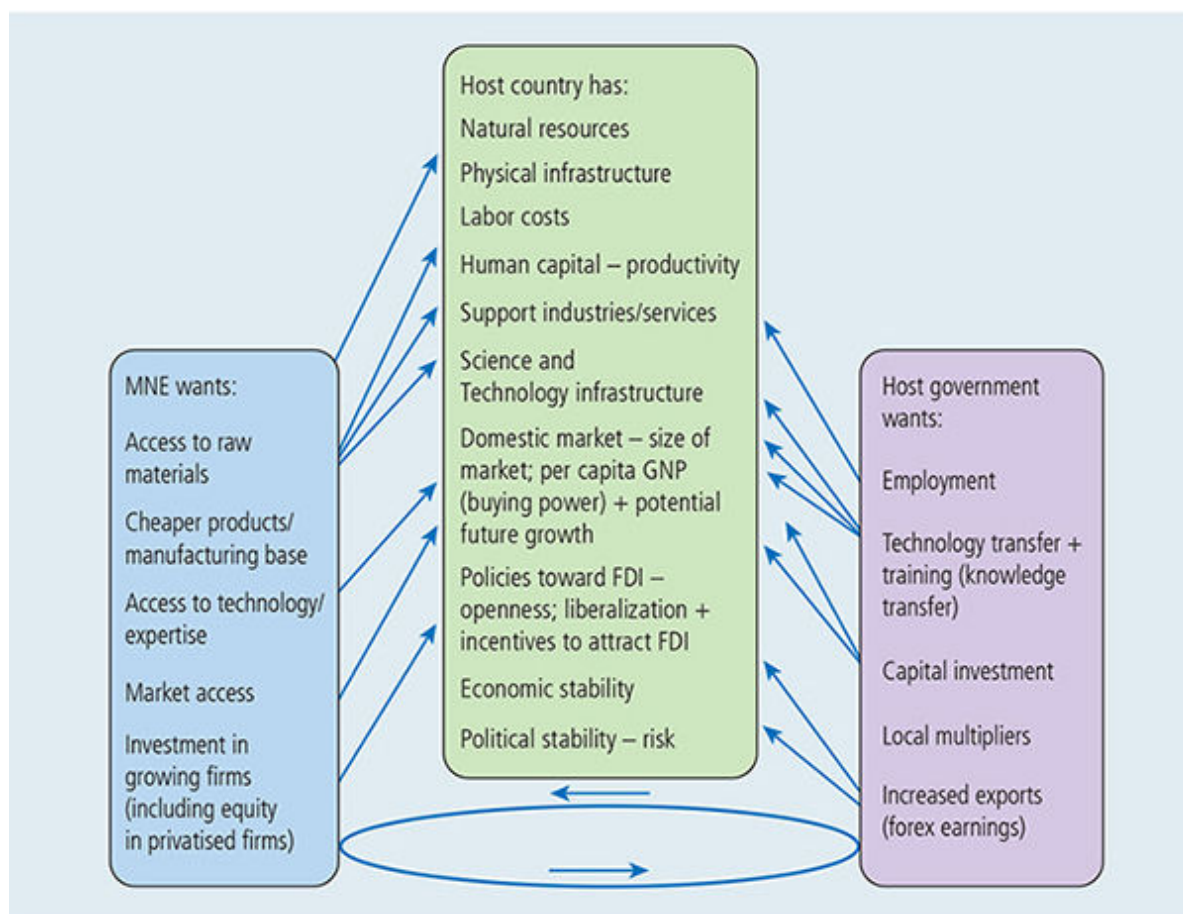 Host country has:
Natural resources
Physical infrastructure
Labor costs
Human capital – productivity
Support industries/services
Science and
Technology infrastructure
Domestic market – size of
market; per capita GNP
(buying power) + potential
future growth
Policies toward FDI –
openness; liberalization +
incentives to attract FDI
Economic stability
Political stability – risk
MNE wants:
Access to raw
materials
Cheaper products/
manufacturing base
Access to technology/
expertise
Market access
Investment in
growing firms
(including equity
in privatised firms)
Host government
wants:
Employment
Technology transfer +
training (knowledge
transfer)
Capital investment
Local multipliers
Increased exports
(forex earnings)